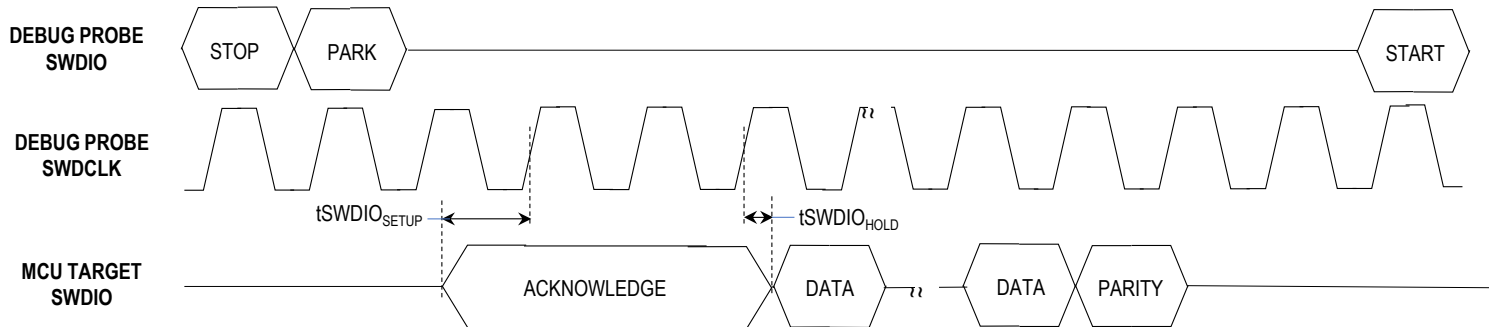 DEBUG PROBE
SWDIO
STOP
PARK
START
DEBUG PROBE
SWDCLK
tSWDIOSETUP
tSWDIOHOLD
MCU TARGET
SWDIO
ACKNOWLEDGE
DATA
DATA
PARITY